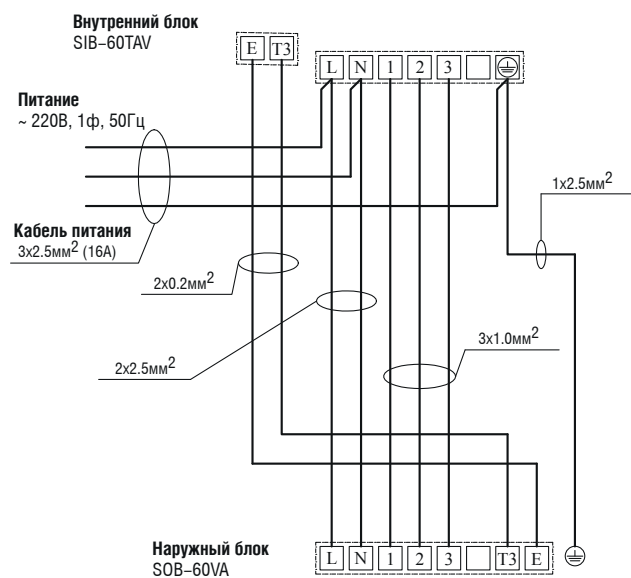 Внутренний блок
SIB-60TAV
E T3
L N 1 2 3
Питание
~ 220В, 1ф, 50Гц
1x2.5мм²
Кабель питания
3x2.5мм² (16А)
2x0.2мм²
3x1.0мм²
2x2.5мм²
Наружный блок
SOB-60VA
L N 1 2 3 T3 E